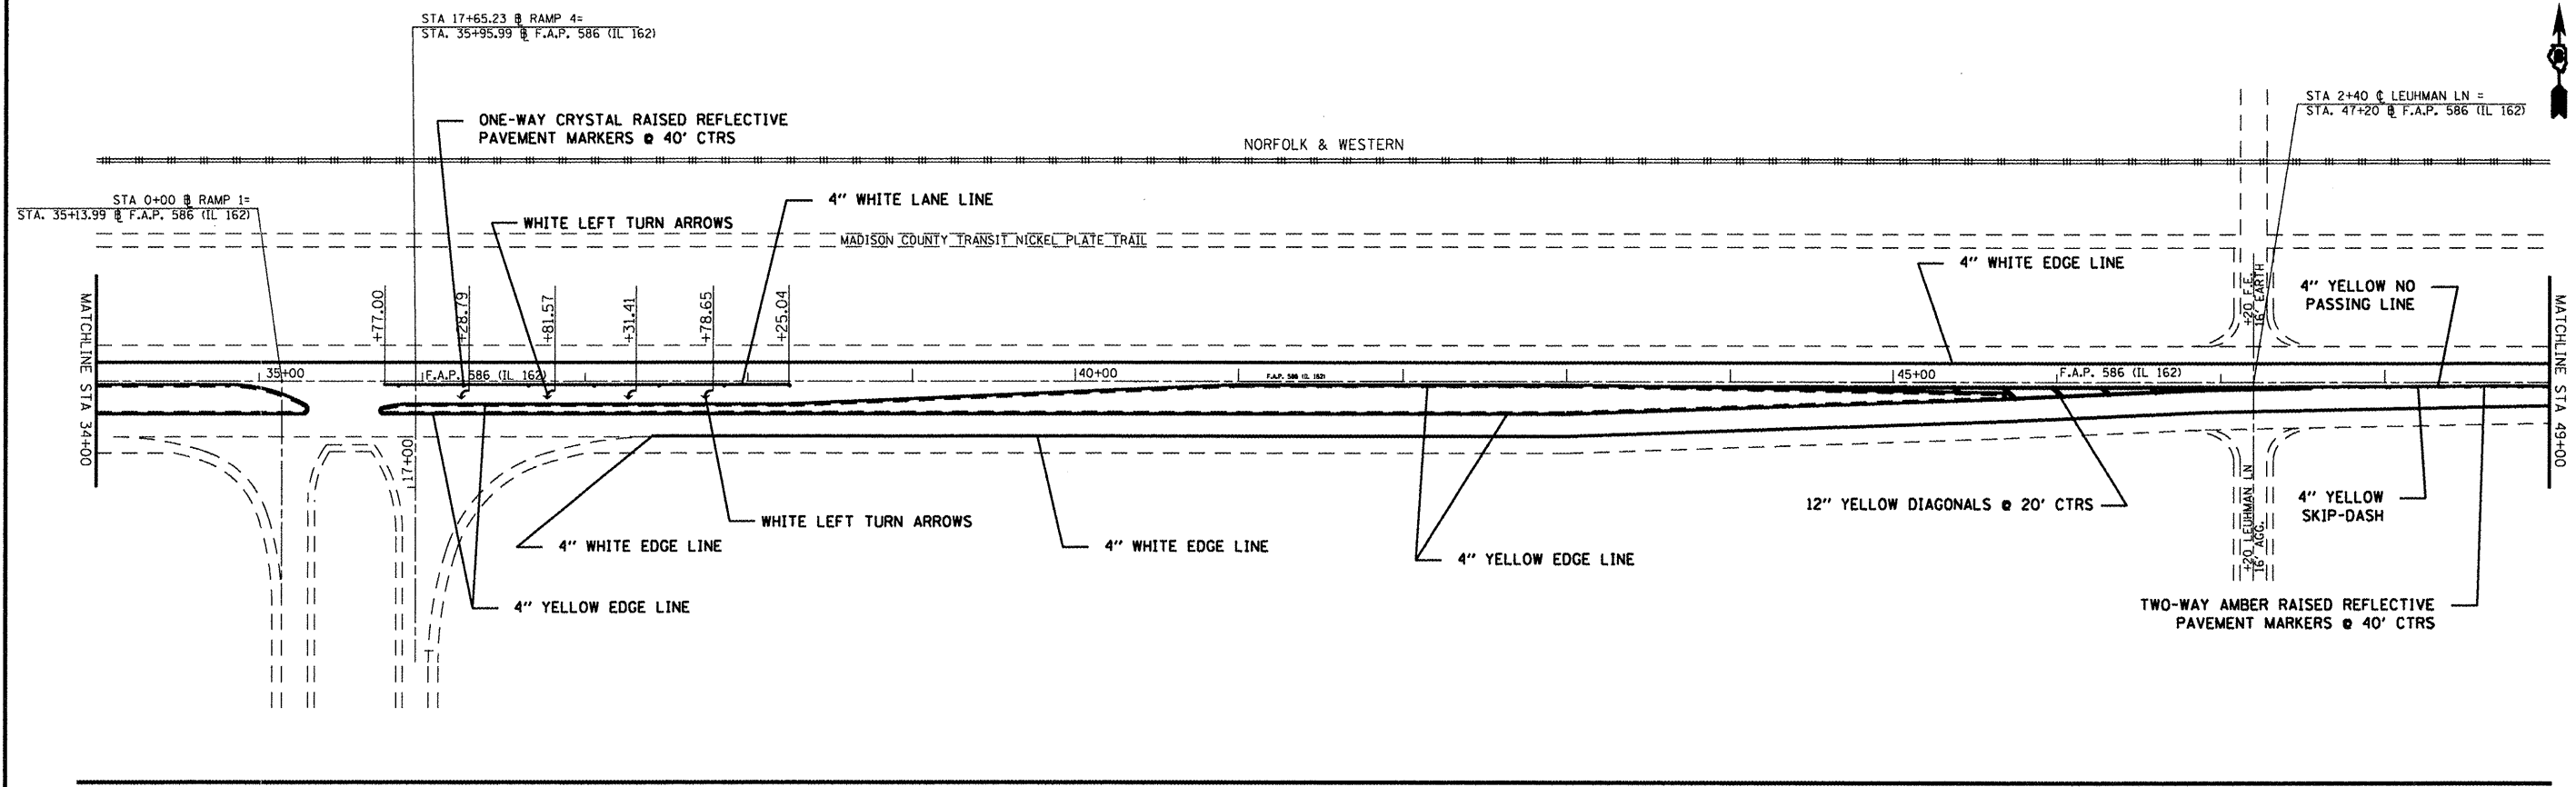 STA 17+65.23 ⅊ RAMP 4=
STA. 35+95.99 ⅊ F.A.P. 586 (IL 162)
STA 2+40 ℄ LEUHMAN LN =
STA. 47+20 ⅊ F.A.P. 586 (IL 162)
ONE-WAY CRYSTAL RAISED REFLECTIVE
PAVEMENT MARKERS @ 40' CTRS
NORFOLK & WESTERN
STA 0+00 ⅊ RAMP 1=
STA. 35+13.99 ⅊ F.A.P. 586 (IL 162)
4" WHITE LANE LINE
WHITE LEFT TURN ARROWS
MADISON COUNTY TRANSIT NICKEL PLATE TRAIL
4" WHITE EDGE LINE
4" YELLOW NO
PASSING LINE
MATCHLINE STA 34+00
+77.00
+28.79
+81.57
+31.41
+78.65
+25.04
+20 F.E.
16' EARTH
MATCHLINE STA 49+00
35+00
F.A.P. 586 (IL 162)
40+00
F.A.P. 586 (IL 162)
45+00
F.A.P. 586 (IL 162)
17+00
+20 LEUHMAN LN
16' AGG.
12" YELLOW DIAGONALS @ 20' CTRS
4" YELLOW
SKIP-DASH
WHITE LEFT TURN ARROWS
4" WHITE EDGE LINE
4" WHITE EDGE LINE
4" YELLOW EDGE LINE
4" YELLOW EDGE LINE
TWO-WAY AMBER RAISED REFLECTIVE
PAVEMENT MARKERS @ 40' CTRS